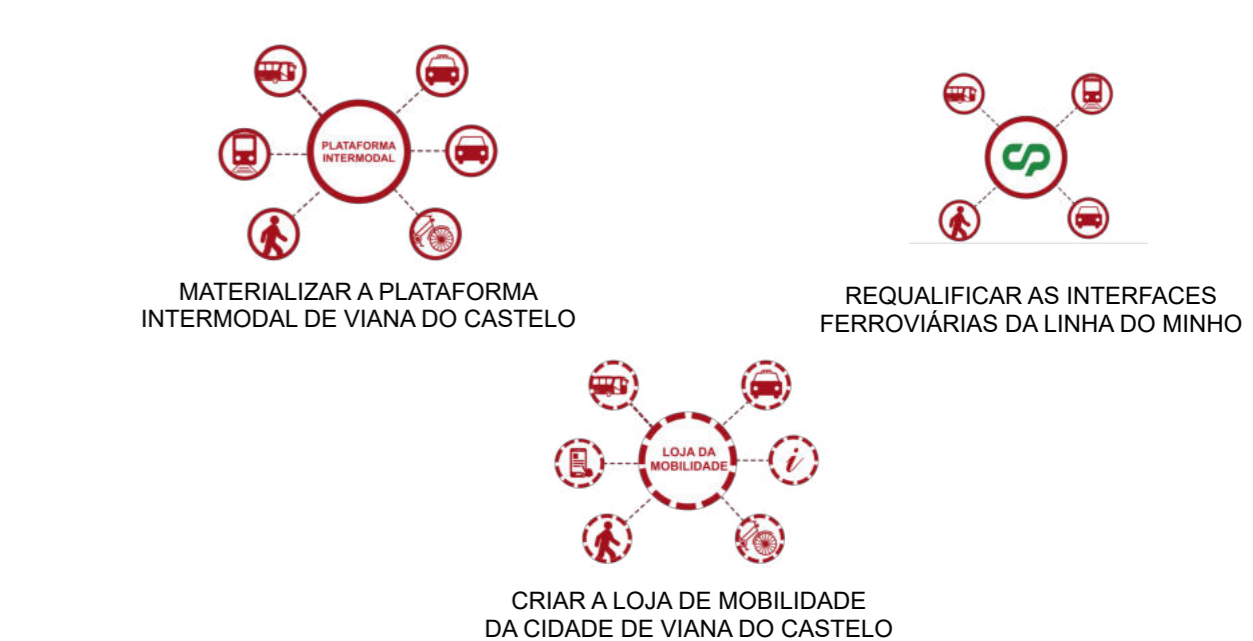 PLATAFORMA
INTERMODAL
MATERIALIZAR A PLATAFORMA
INTERMODAL DE VIANA DO CASTELO
cp
REQUALIFICAR AS INTERFACES
FERROVIÁRIAS DA LINHA DO MINHO
LOJA DA
MOBILIDADE
i
CRIAR A LOJA DE MOBILIDADE
DA CIDADE DE VIANA DO CASTELO